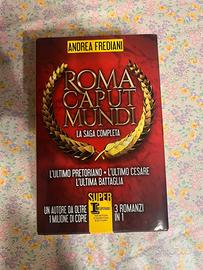 ANDREA FREDIANI
ROMA
CAPUT
MUNDI
LA SAGA COMPLETA
L'ULTIMO PRETORIANO • L'ULTIMO CESARE
L'ULTIMA BATTAGLIA
UN AUTORE DA OLTRE
1 MILIONE DI COPIE
SUPER
3 ROMANZI
IN 1